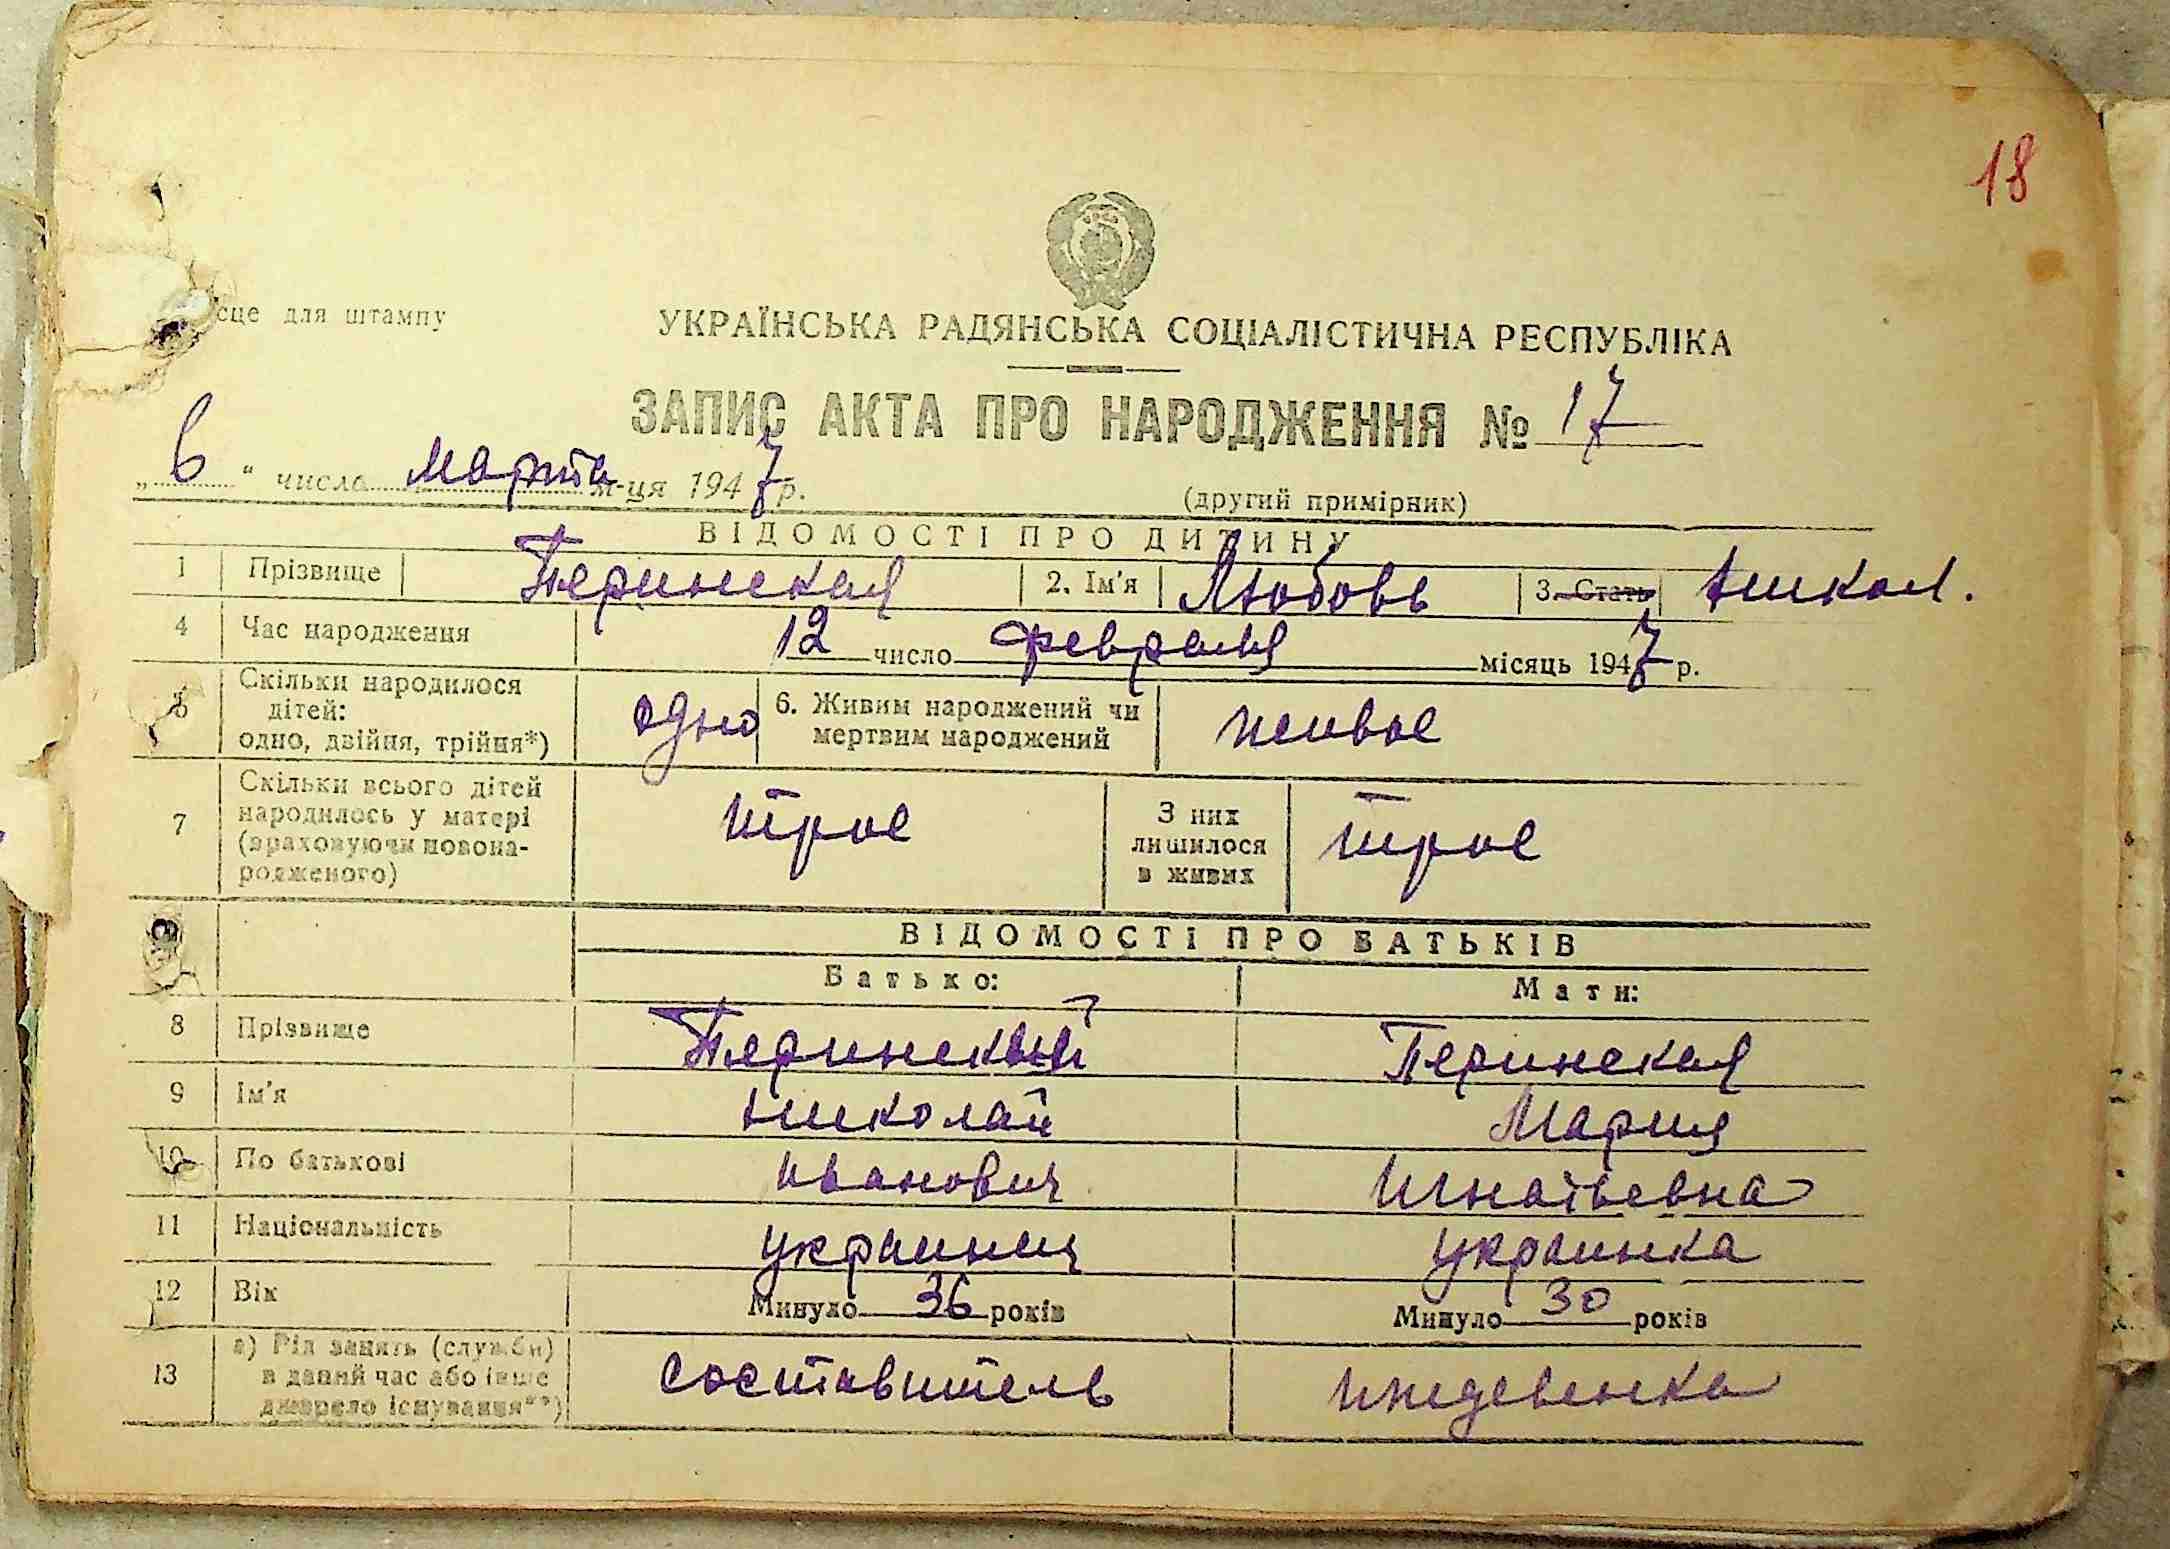 18
сце для штампу
УКРАЇНСЬКА РАДЯНСЬКА СОЦІАЛІСТИЧНА РЕСПУБЛІКА
ЗАПИС АКТА ПРО НАРОДЖЕННЯ № 17
„6“ числа марта м-ця 1947 р.
(другий примірник)
ВІДОМОСТІ ПРО ДИТИНУ
1 Прізвище Перинская 2. Ім'я Любовь 3. Стать Никол.
4 Час народження 12 число февраля місяць 1947 р.
5 Скільки народилося дітей: одно, двійня, трійня*) одно 6. Живим народжений чи мертвим народжений живое
7 Скільки всього дітей народилось у матері (враховуючи новонародженого) трое З них лишилося в живих трое
ВІДОМОСТІ ПРО БАТЬКІВ
Батько: Мати:
8 Прізвище Перинский Перинская
9 Ім'я Николай Мария
10 По батькові Иванович Игнатьевна
11 Національність украинец украинка
12 Вік Минуло 36 років Минуло 30 років
13 а) Рід занять (служби) в даний час або інше джерело існування**) составитель иждевенка